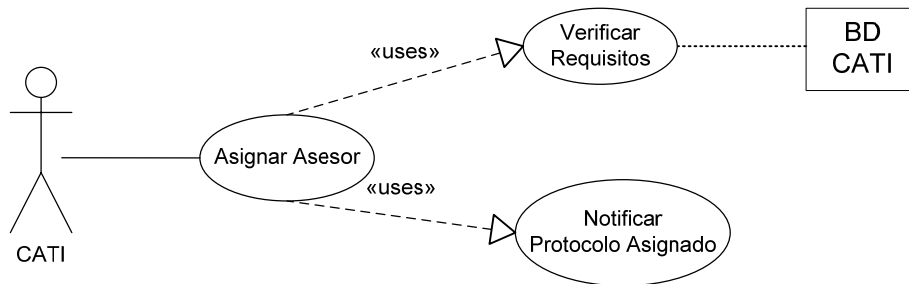 «uses»
Verificar
Requisitos
BD
CATI
Asignar Asesor
«uses»
Notificar
Protocolo Asignado
CATI